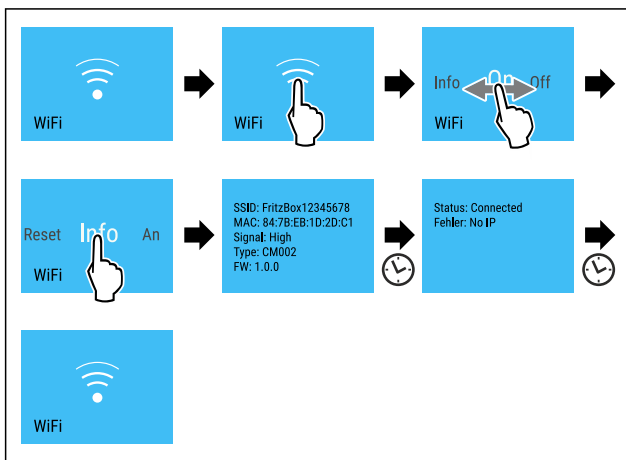 WiFi
WiFi
Info On Off
WiFi
Reset Info An
WiFi
SSID: FritzBox12345678
MAC: 84:7B:EB:1D:2D:C1
Signal: High
Type: CM002
FW: 1.0.0
Status: Connected
Fehler: No IP
WiFi